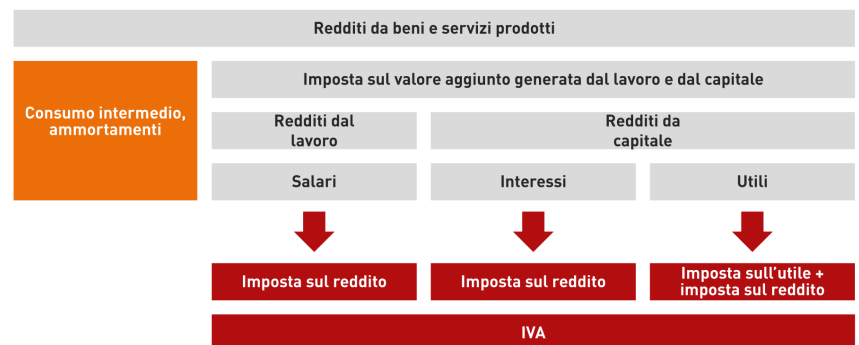 Redditi da beni e servizi prodotti
Imposta sul valore aggiunto generata dal lavoro e dal capitale
Consumo intermedio,
ammortamenti
Redditi dal
lavoro
Redditi da
capitale
Salari
Interessi
Utili
Imposta sul reddito
Imposta sul reddito
Imposta sull'utile +
imposta sul reddito
IVA